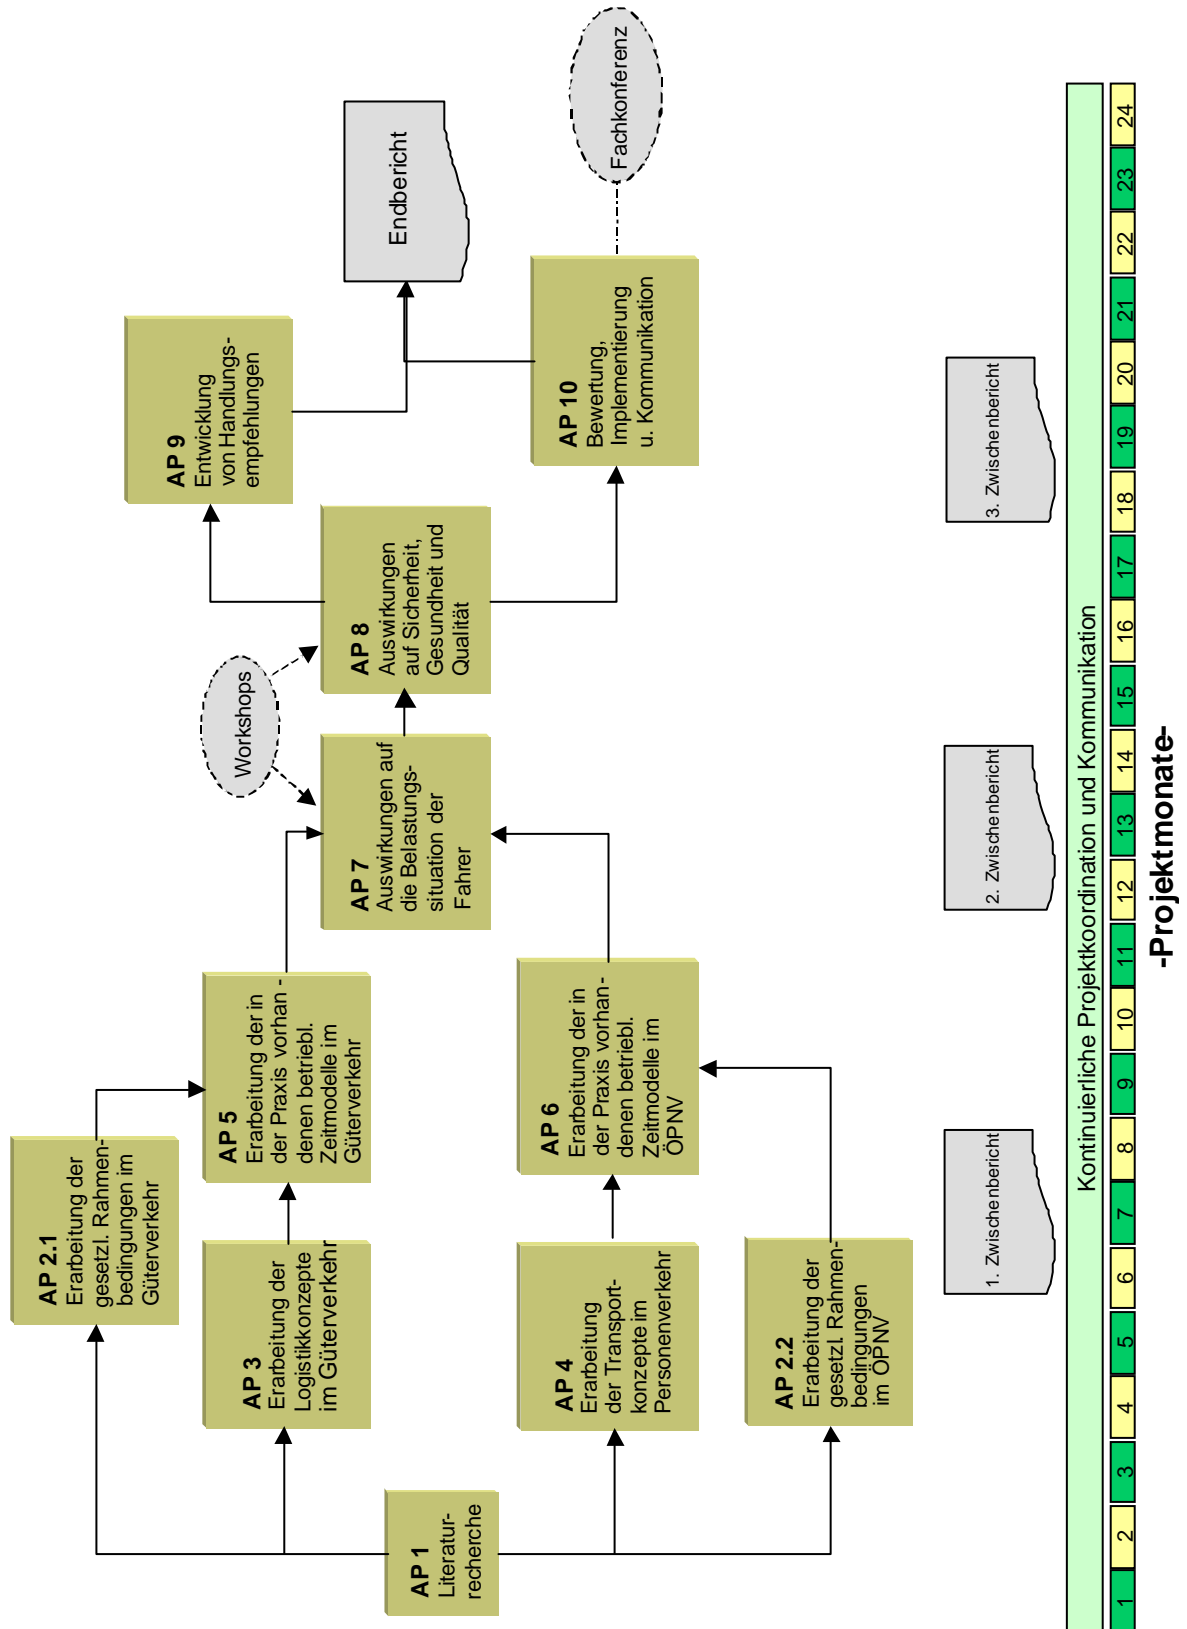 AP 1
Literatur-
recherche
AP 2.1
Erarbeitung der
gesetzl. Rahmen-
bedingungen im
Güterverkehr
AP 3
Erarbeitung der
Logistikkonzepte
im Güterverkehr
AP 4
Erarbeitung
der Transport-
konzepte im
Personenverkehr
AP 2.2
Erarbeitung der
gesetzl. Rahmen-
bedingungen
im ÖPNV
AP 5
Erarbeitung der in
der Praxis vorhan -
denen betriebl.
Zeitmodelle im
Güterverkehr
AP 6
Erarbeitung der in
der Praxis vorhan-
denen betriebl.
Zeitmodelle im
ÖPNV
AP 7
Auswirkungen auf
die Belastungs-
situation der
Fahrer
Workshops
AP 8
Auswirkungen
auf Sicherheit,
Gesundheit und
Qualität
AP 9
Entwicklung
von Handlungs-
empfehlungen
AP 10
Bewertung,
Implementierung
u. Kommunikation
Endbericht
Fachkonferenz
1. Zwischenbericht
2. Zwischenbericht
3. Zwischenbericht
Kontinuierliche Projektkoordination und Kommunikation
1 2 3 4 5 6 7 8 9 10 11 12 13 14 15 16 17 18 19 20 21 22 23 24
-Projektmonate-